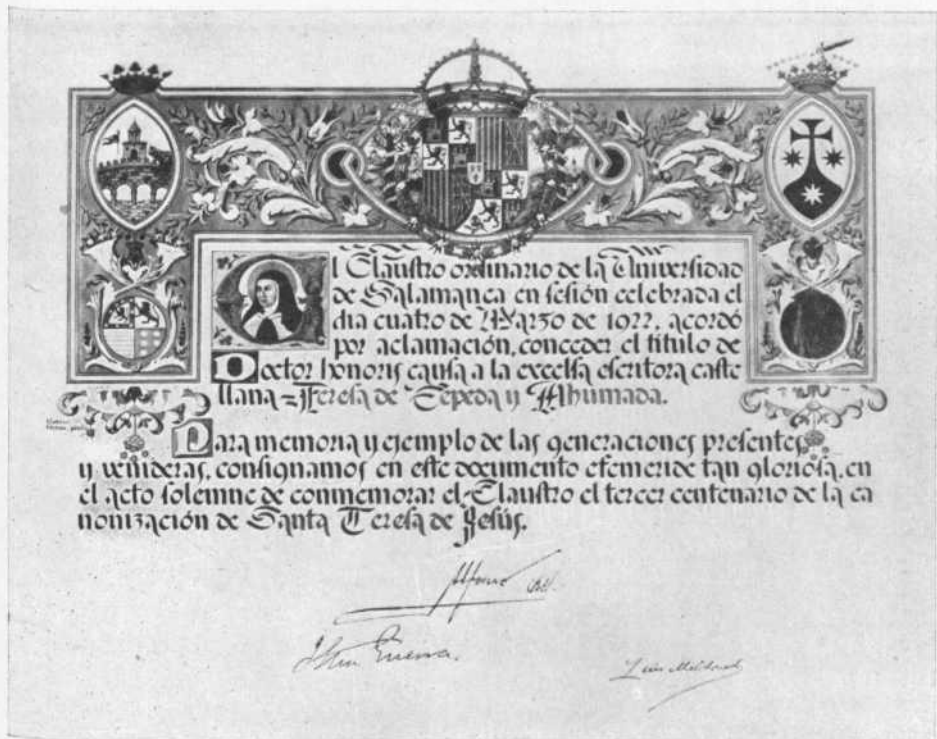 El Claustro ordinario de la Universidad
de Salamanca en sesión celebrada el
dia cuatro de Marzo de 1922, acordó
por aclamación, conceder el título de
Doctor honoris causa a la excelsa escritora caste
llana = Teresa de Cepeda y Ahumada.
Para memoria y ejemplo de las generaciones presentes
y venideras, consignamos en este documento efemeride tan gloriosa, en
el acto solemne de conmemorar el Claustro el tercer centenario de la ca
nonización de Santa Teresa de Jesús.
Alfonso